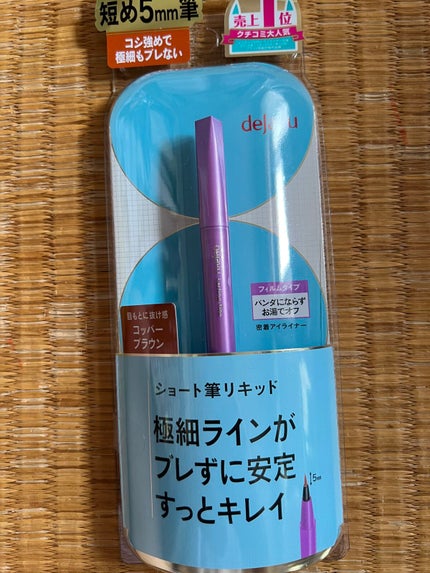 短め5mm筆
コシ強めで
極細もブレない
売上1位
クチコミ大人気
フィルムタイプ
パンダにならず
お湯でオフ
密着アイライナー
目もとに抜け感
コッパー
ブラウン
ショート筆リキッド
極細ラインが
ブレずに安定
すっとキレイ
5mm